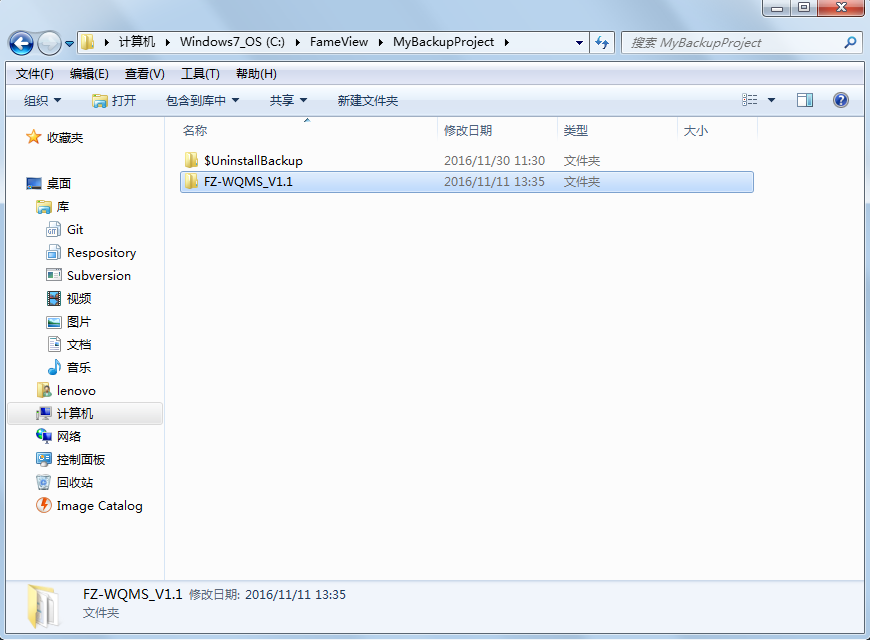 计算机 Windows7_OS (C:) FameView MyBackupProject 搜索 MyBackupProject
文件(F) 编辑(E) 查看(V) 工具(T) 帮助(H)
组织 打开 包含到库中 共享 新建文件夹
收藏夹
桌面
库
Git
Respository
Subversion
视频
图片
文档
音乐
lenovo
计算机
网络
控制面板
回收站
Image Catalog
名称 修改日期 类型 大小
$UninstallBackup 2016/11/30 11:30 文件夹
FZ-WQMS_V1.1 2016/11/11 13:35 文件夹
FZ-WQMS_V1.1 修改日期: 2016/11/11 13:35
文件夹